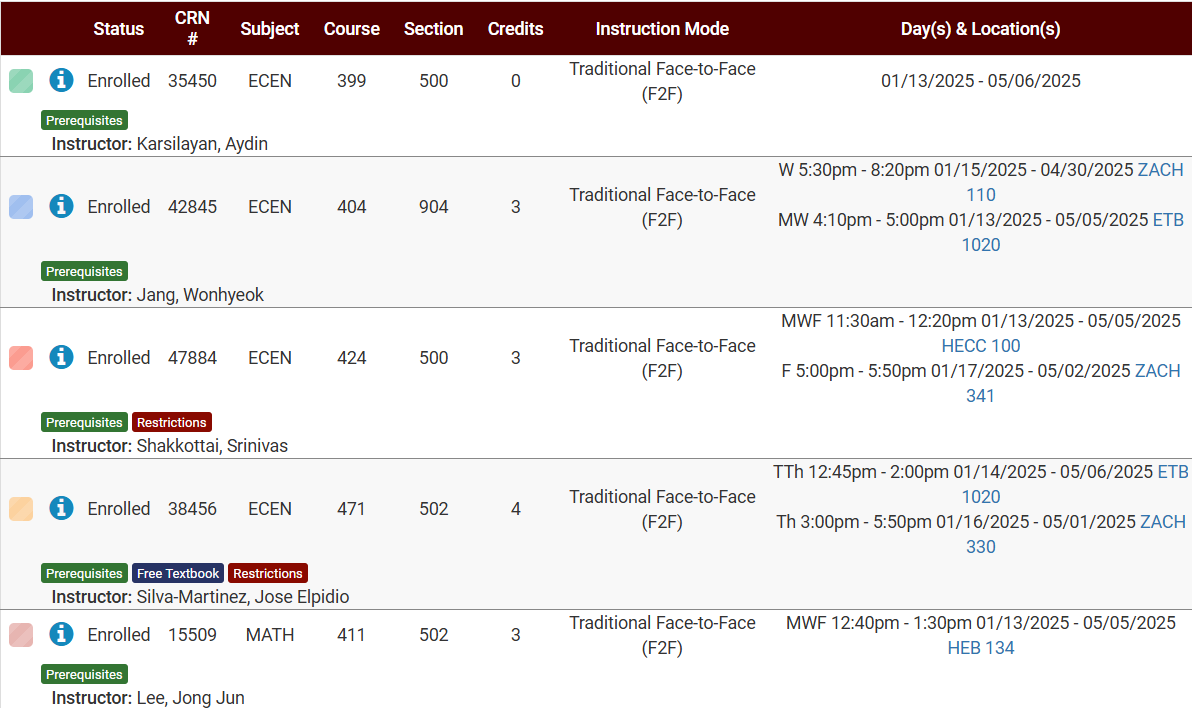 Status CRN # Subject Course Section Credits Instruction Mode Day(s) & Location(s)
Enrolled 35450 ECEN 399 500 0 Traditional Face-to-Face (F2F) 01/13/2025 - 05/06/2025
Prerequisites
Instructor: Karsilayan, Aydin
Enrolled 42845 ECEN 404 904 3 Traditional Face-to-Face (F2F) W 5:30pm - 8:20pm 01/15/2025 - 04/30/2025 ZACH 110
MW 4:10pm - 5:00pm 01/13/2025 - 05/05/2025 ETB 1020
Prerequisites
Instructor: Jang, Wonhyeok
Enrolled 47884 ECEN 424 500 3 Traditional Face-to-Face (F2F) MWF 11:30am - 12:20pm 01/13/2025 - 05/05/2025 HECC 100
F 5:00pm - 5:50pm 01/17/2025 - 05/02/2025 ZACH 341
Prerequisites Restrictions
Instructor: Shakkottai, Srinivas
Enrolled 38456 ECEN 471 502 4 Traditional Face-to-Face (F2F) TTh 12:45pm - 2:00pm 01/14/2025 - 05/06/2025 ETB 1020
Th 3:00pm - 5:50pm 01/16/2025 - 05/01/2025 ZACH 330
Prerequisites Free Textbook Restrictions
Instructor: Silva-Martinez, Jose Elpidio
Enrolled 15509 MATH 411 502 3 Traditional Face-to-Face (F2F) MWF 12:40pm - 1:30pm 01/13/2025 - 05/05/2025 HEB 134
Prerequisites
Instructor: Lee, Jong Jun